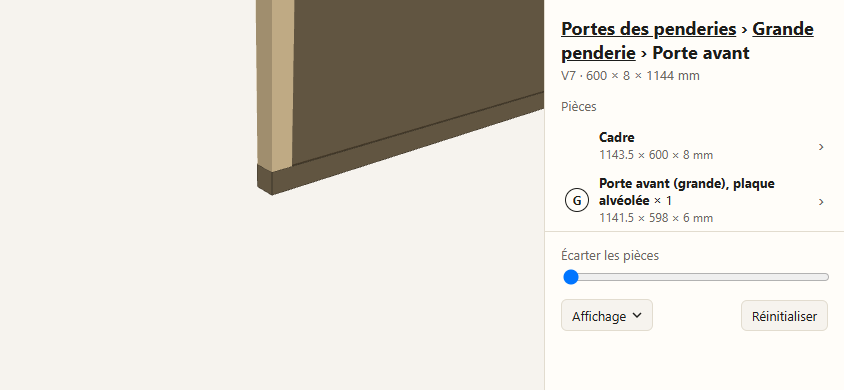 Portes des penderies › Grande
penderie › Porte avant
V7 · 600 × 8 × 1144 mm
Pièces
Cadre
1143.5 × 600 × 8 mm
›
G
Porte avant (grande), plaque
alvéolée × 1
1141.5 × 598 × 6 mm
›
Écarter les pièces
Affichage
Réinitialiser